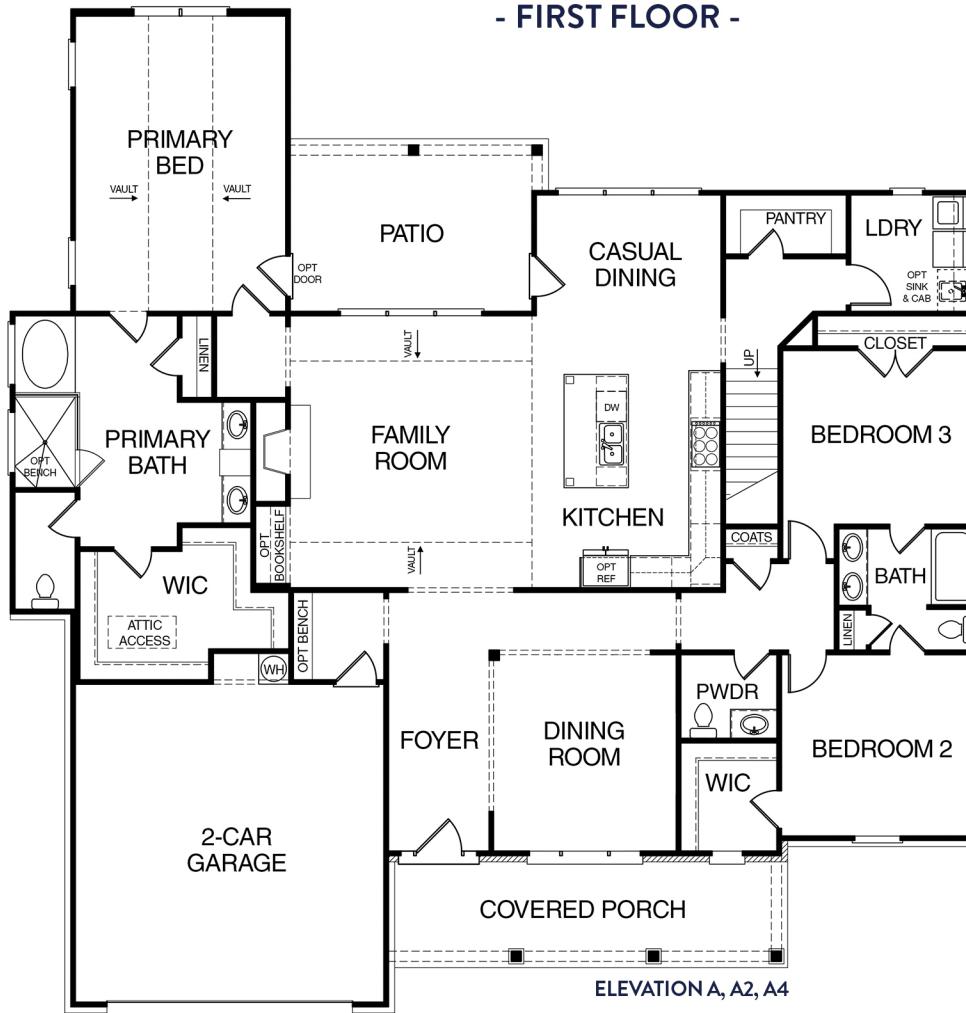 - FIRST FLOOR -
PRIMARY
BED
VAULT
VAULT
PATIO
OPT
DOOR
CASUAL
DINING
PANTRY
LDRY
OPT
SINK
& CAB
LINEN
VAULT
UP
CLOSET
DW
PRIMARY
BATH
OPT
BENCH
FAMILY
ROOM
BEDROOM 3
KITCHEN
OPT
BOOKSHELF
VAULT
OPT
REF
COATS
BATH
LINEN
WIC
ATTIC
ACCESS
OPT BENCH
WH
FOYER
DINING
ROOM
PWDR
BEDROOM 2
WIC
2-CAR
GARAGE
COVERED PORCH
ELEVATION A, A2, A4